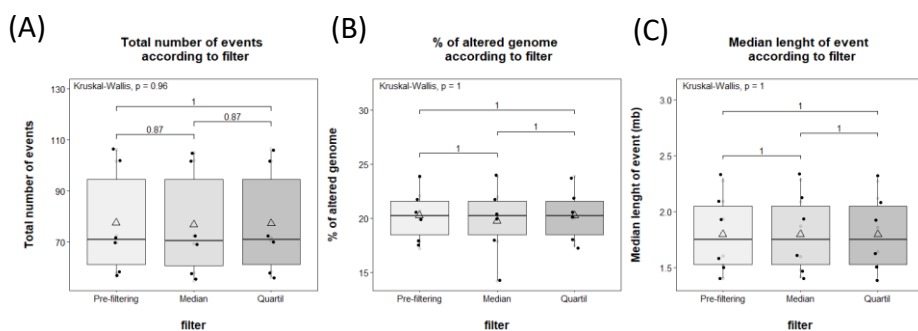 (A)
Total number of events
according to filter
Kruskal-Wallis, p = 0.96
130
110
90
70
1
0.87
0.87
Total number of events
Pre-filtering
Median
Quartil
filter
(B)
% of altered genome
according to filter
Kruskal-Wallis, p = 1
30
25
20
15
1
1
1
% of altered genome
Pre-filtering
Median
Quartil
filter
(C)
Median lenght of event
according to filter
Kruskal-Wallis, p = 1
3.0
2.5
2.0
1.5
1
1
1
Median lenght of event (mb)
Pre-filtering
Median
Quartil
filter